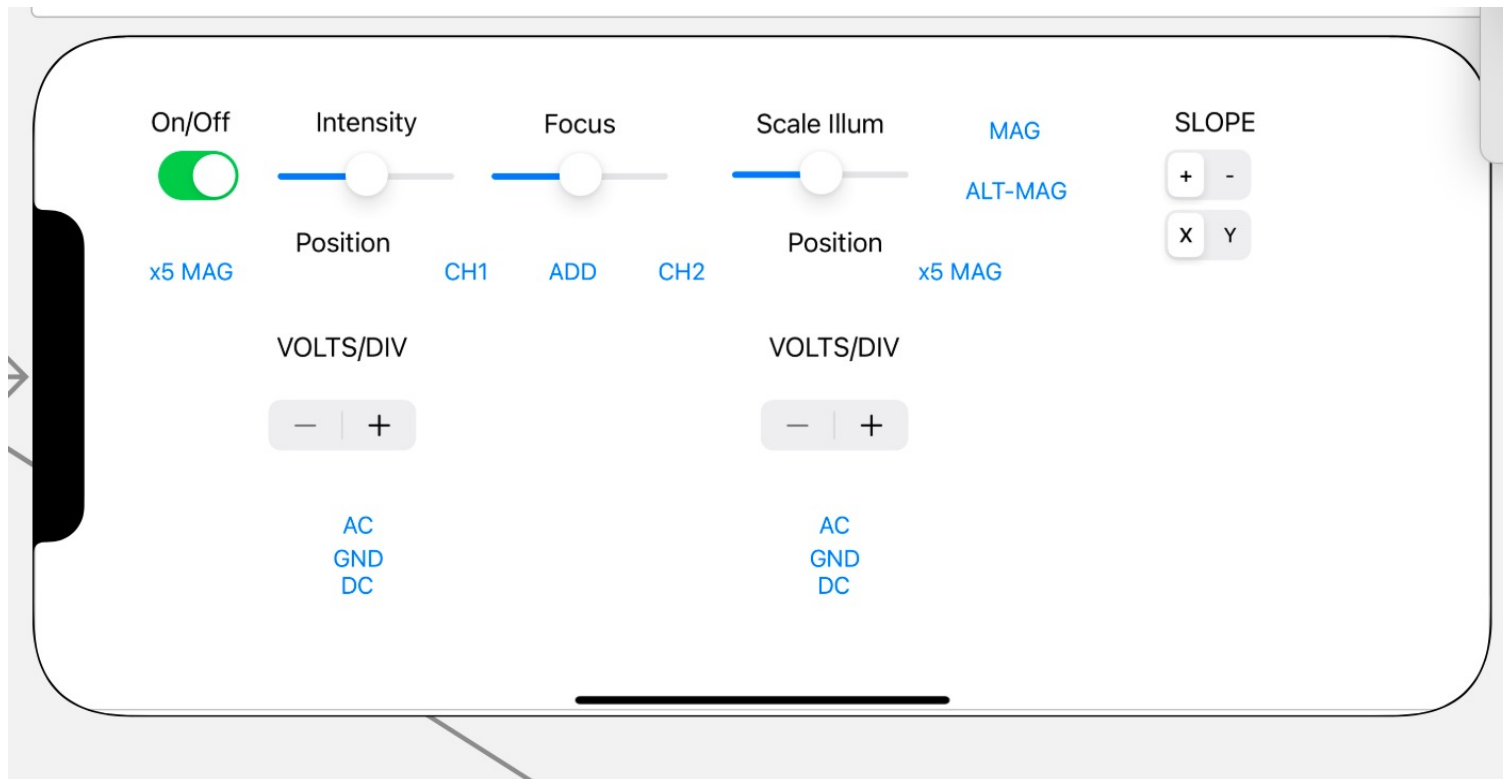 On/Off Intensity Focus Scale Illum MAG SLOPE
ALT-MAG + -
Position Position X Y
x5 MAG CH1 ADD CH2 x5 MAG
VOLTS/DIV VOLTS/DIV
− + − +
AC AC
GND GND
DC DC